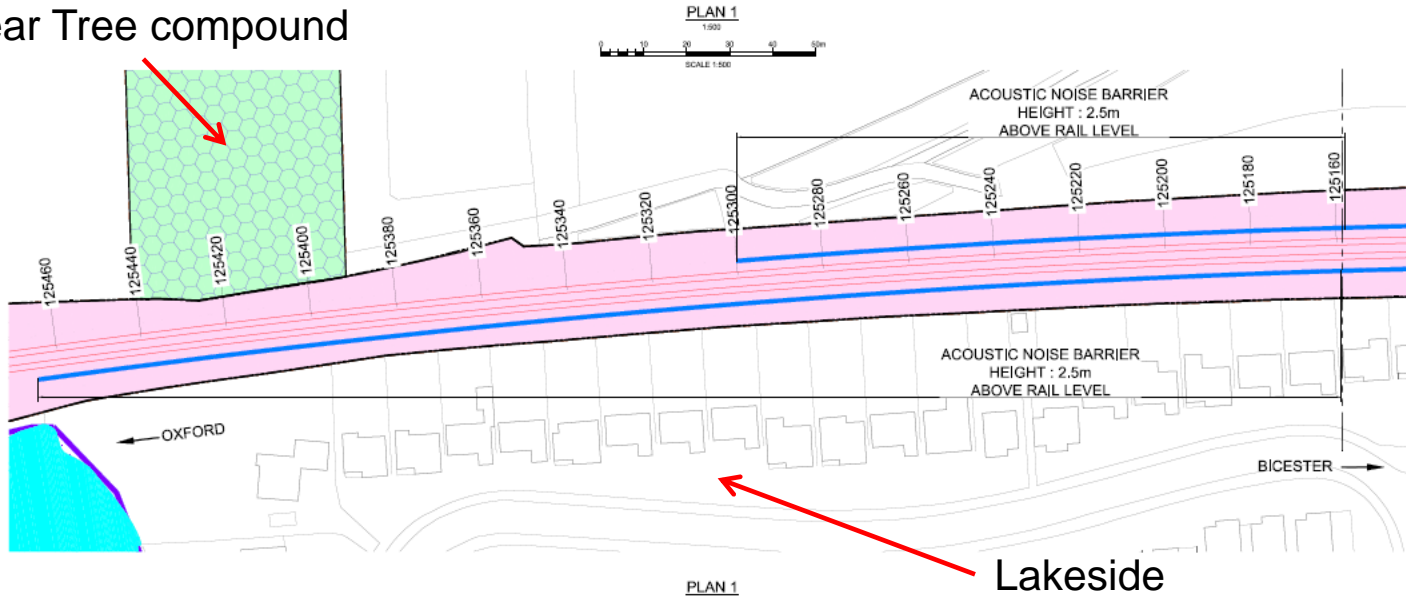 PLAN 1
1:500
0 10 20 30 40 50m
SCALE 1:500
ear Tree compound
ACOUSTIC NOISE BARRIER
HEIGHT : 2.5m
ABOVE RAIL LEVEL
125460
125440
125420
125400
125380
125360
125340
125320
125300
125280
125260
125240
125220
125200
125180
125160
ACOUSTIC NOISE BARRIER
HEIGHT : 2.5m
ABOVE RAIL LEVEL
OXFORD
BICESTER
Lakeside
PLAN 1